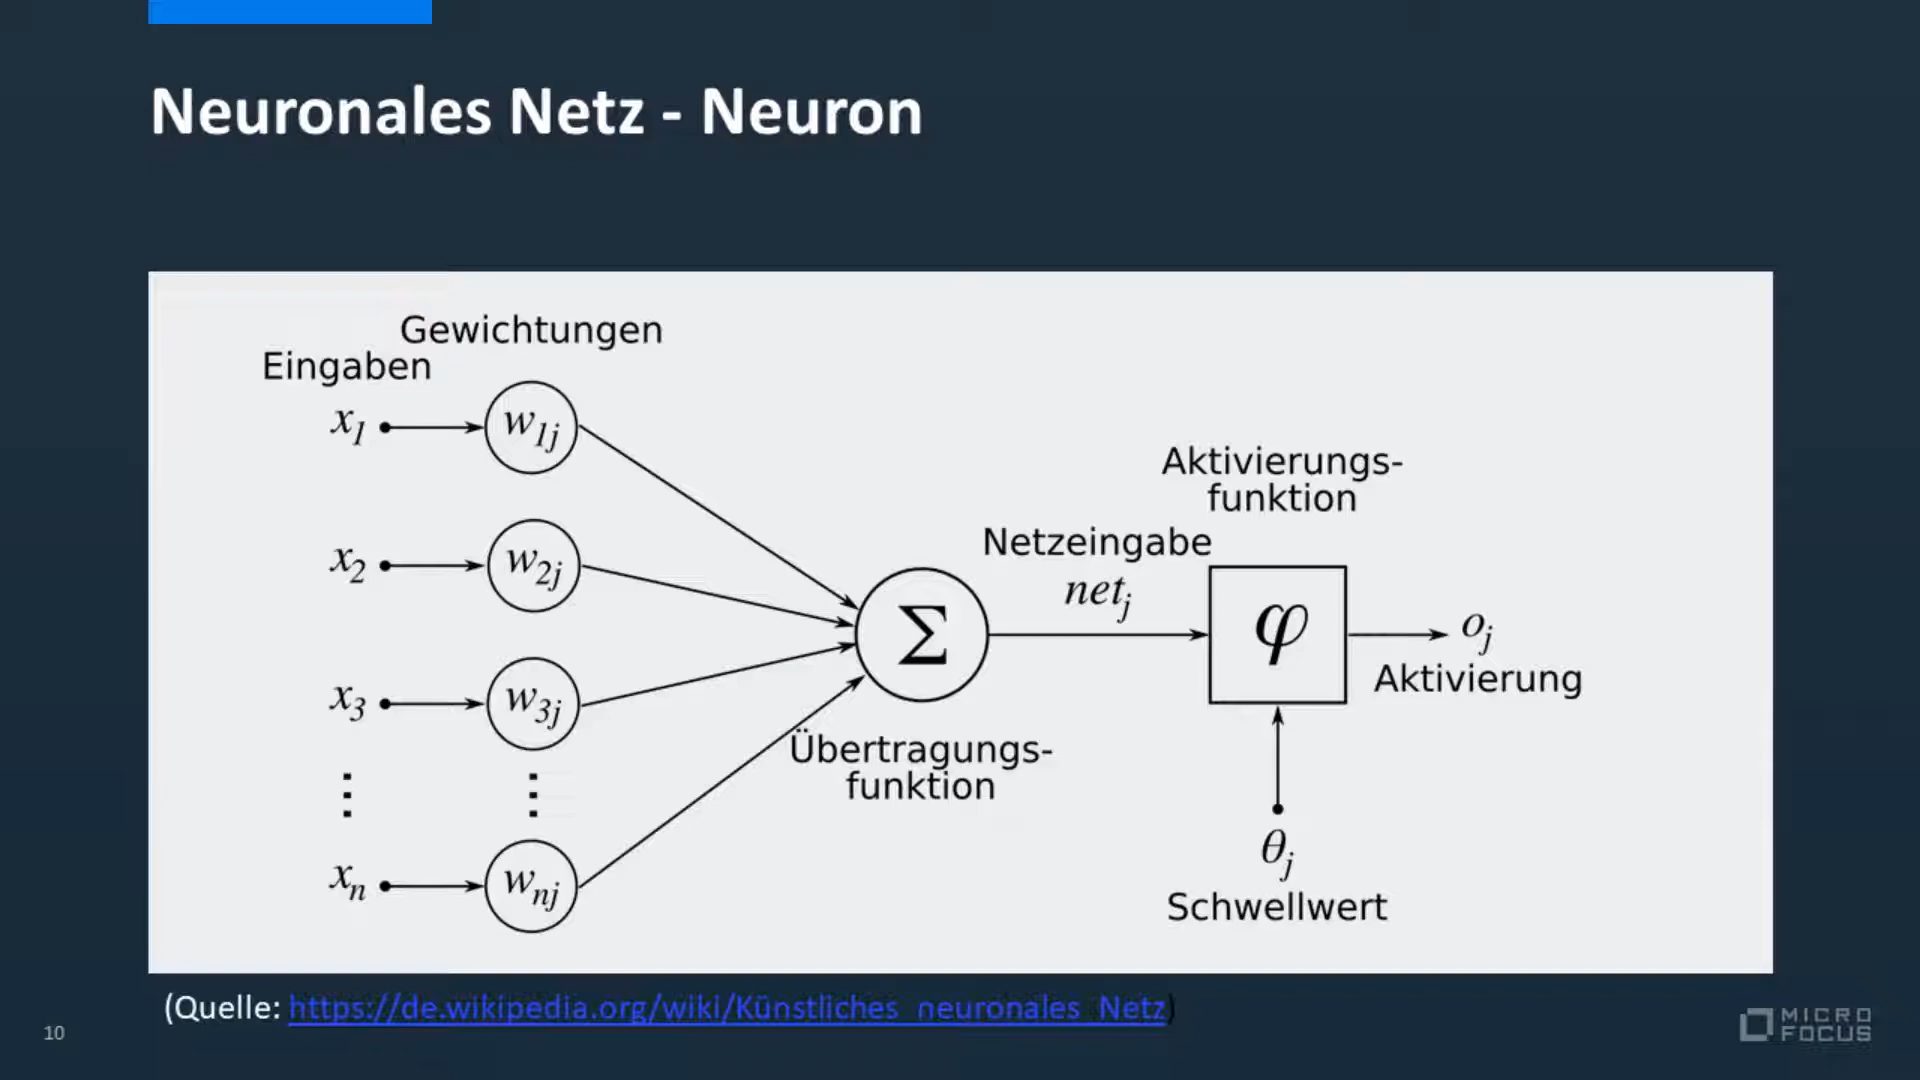 Neuronales Netz - Neuron
Gewichtungen
Eingaben
x1
w1j
x2
w2j
x3
w3j
⋮
⋮
xn
wnj
Σ
Übertragungs-
funktion
Netzeingabe
netj
Aktivierungs-
funktion
φ
oj
Aktivierung
θj
Schwellwert
(Quelle: https://de.wikipedia.org/wiki/Künstliches_neuronales_Netz)
10
MICRO
FOCUS